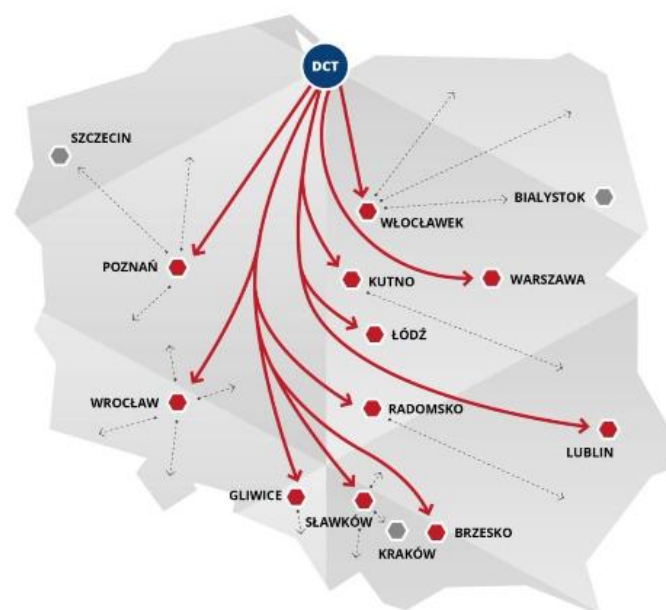 DCT
SZCZECIN
BIALYSTOK
WŁOCŁAWEK
POZNAŃ
KUTNO
WARSZAWA
ŁÓDŹ
WROCŁAW
RADOMSKO
LUBLIN
GLIWICE
SŁAWKÓW
BRZESKO
KRAKÓW